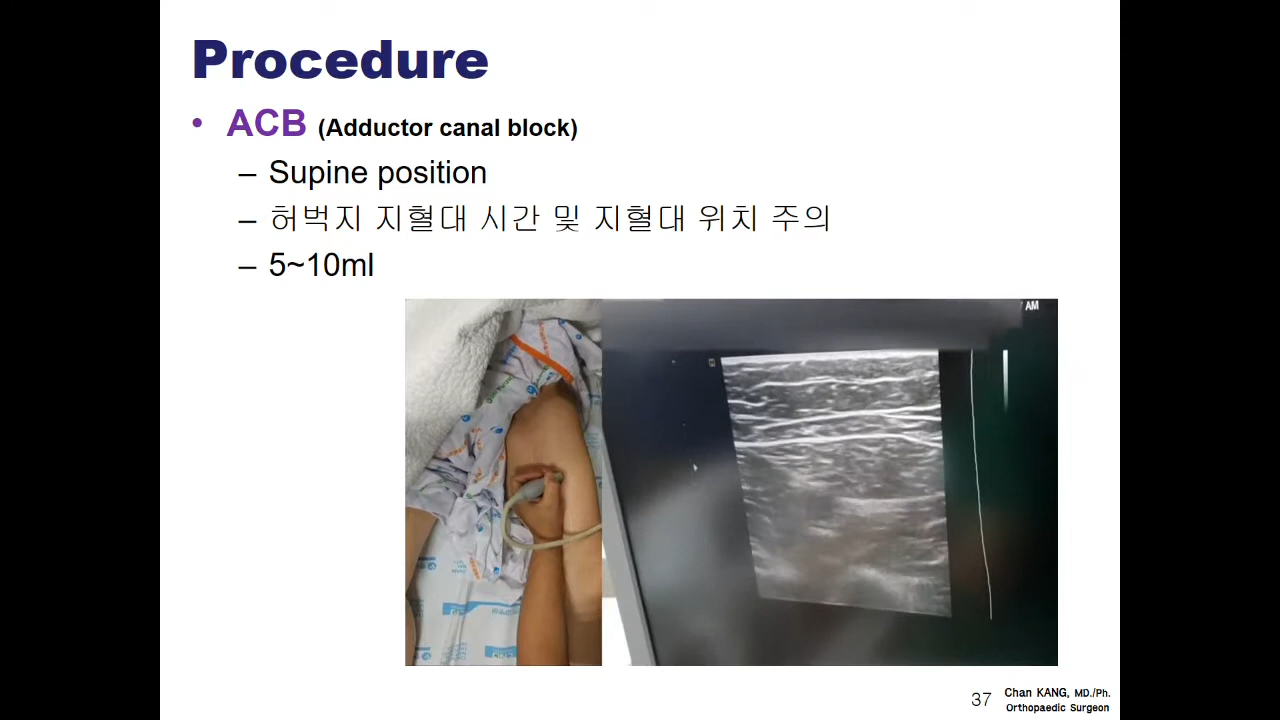 Procedure
• ACB (Adductor canal block)
– Supine position
– 허벅지 지혈대 시간 및 지혈대 위치 주의
– 5~10ml
AM
37
Chan KANG, MD./Ph.
Orthopaedic Surgeon